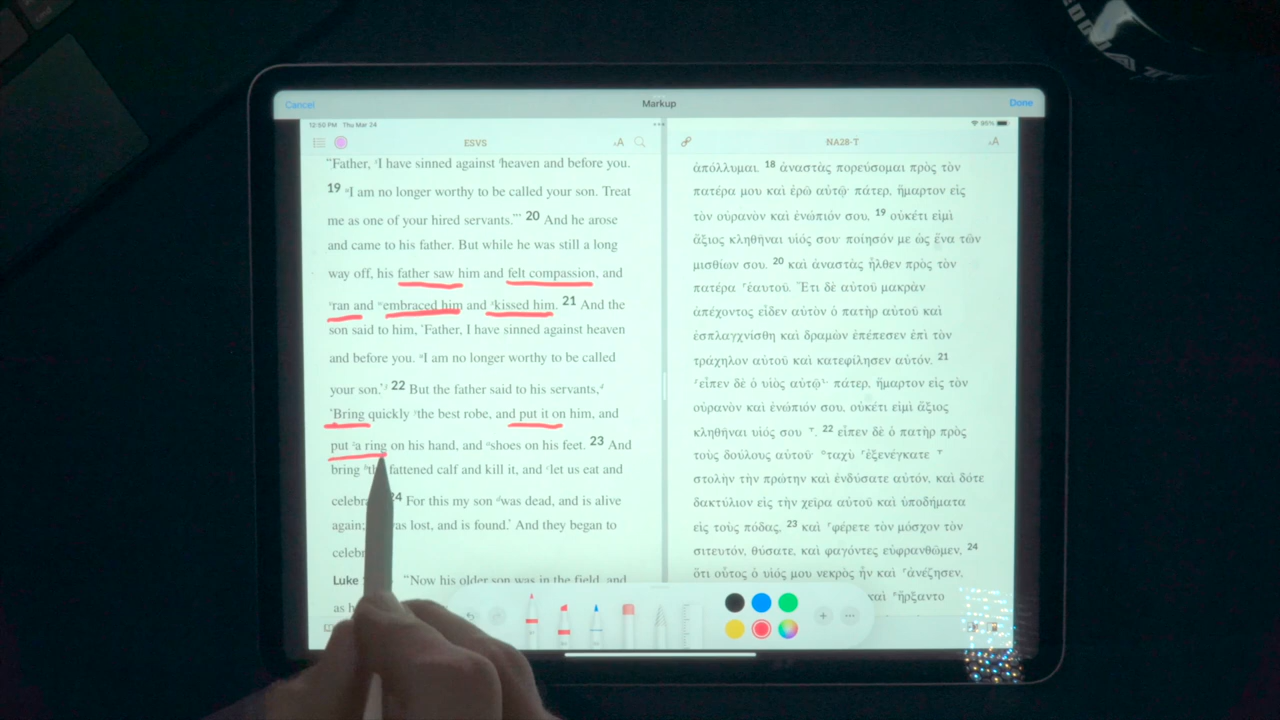 Cancel
Markup
Done
12:50 PM Thu Mar 24
95%
ESVS
AA
"Father, I have sinned against heaven and before you.
19 I am no longer worthy to be called your son. Treat
me as one of your hired servants."' 20 And he arose
and came to his father. But while he was still a long
way off, his father saw him and felt compassion, and
ran and embraced him and kissed him. 21 And the
son said to him, 'Father, I have sinned against heaven
and before you. I am no longer worthy to be called
your son.' 22 But the father said to his servants,
'Bring quickly the best robe, and put it on him, and
put a ring on his hand, and shoes on his feet. 23 And
bring fattened calf and kill it, and let us eat and
24 For this my son was dead, and is alive
again; lost, and is found.' And they began to
Luke "Now his older son was in the field, and
as
NA28-T
AA
ἀπόλλυμαι. 18 ἀναστὰς πορεύσομαι πρὸς τὸν
πατέρα μου καὶ ἐρῶ αὐτῷ· πάτερ, ἥμαρτον εἰς
τὸν οὐρανὸν καὶ ἐνώπιόν σου, 19 οὐκέτι εἰμὶ
ἄξιος κληθῆναι υἱός σου· ποίησόν με ὡς ἕνα τῶν
μισθίων σου. 20 καὶ ἀναστὰς ἦλθεν πρὸς τὸν
πατέρα ⸀ἑαυτοῦ. Ἔτι δὲ αὐτοῦ μακρὰν
ἀπέχοντος εἶδεν αὐτὸν ὁ πατὴρ αὐτοῦ καὶ
ἐσπλαγχνίσθη καὶ δραμὼν ἐπέπεσεν ἐπὶ τὸν
τράχηλον αὐτοῦ καὶ κατεφίλησεν αὐτόν. 21
⸂εἶπεν δὲ ὁ υἱὸς αὐτῷ⸃· πάτερ, ἥμαρτον εἰς τὸν
οὐρανὸν καὶ ἐνώπιόν σου, οὐκέτι εἰμὶ ἄξιος
κληθῆναι υἱός σου ⸆. 22 εἶπεν δὲ ὁ πατὴρ πρὸς
τοὺς δούλους αὐτοῦ· ⸰ταχὺ ⸀ἐξενέγκατε ⸆
στολὴν τὴν πρώτην καὶ ἐνδύσατε αὐτόν, καὶ δότε
δακτύλιον εἰς τὴν χεῖρα αὐτοῦ καὶ ὑποδήματα
εἰς τοὺς πόδας, 23 καὶ ⸀φέρετε τὸν μόσχον τὸν
σιτευτόν, θύσατε, καὶ φαγόντες εὐφρανθῶμεν, 24
ὅτι οὗτος ὁ υἱός μου νεκρὸς ἦν καὶ ⸀ἀνέζησεν,
καὶ ⸀ἤρξαντο